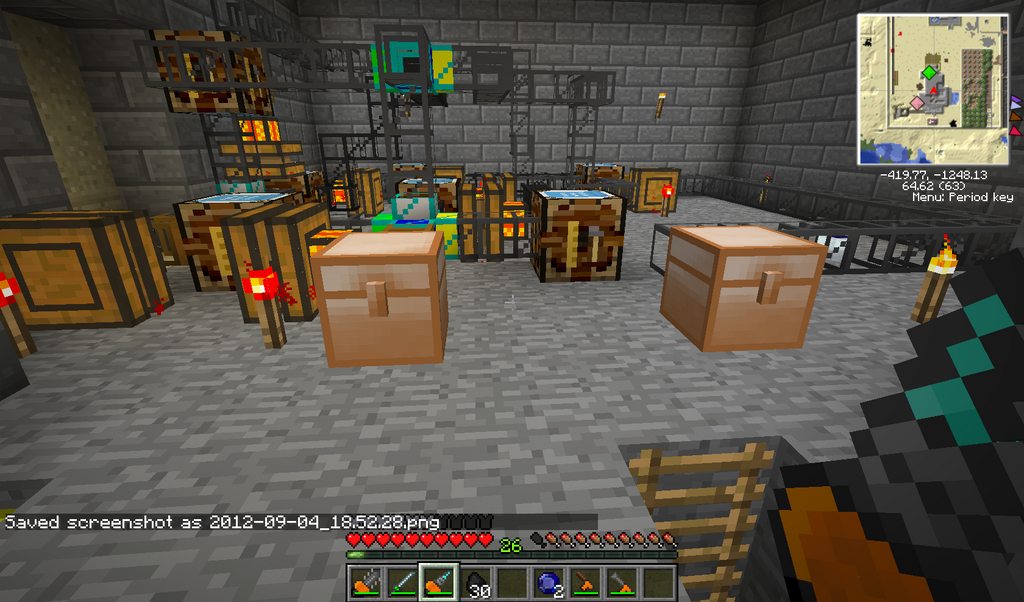 -419.77, -1248.13
64.62 (63)
Menu: Period key
Saved screenshot as 2012-09-04_18.52.28.png
26
30
2